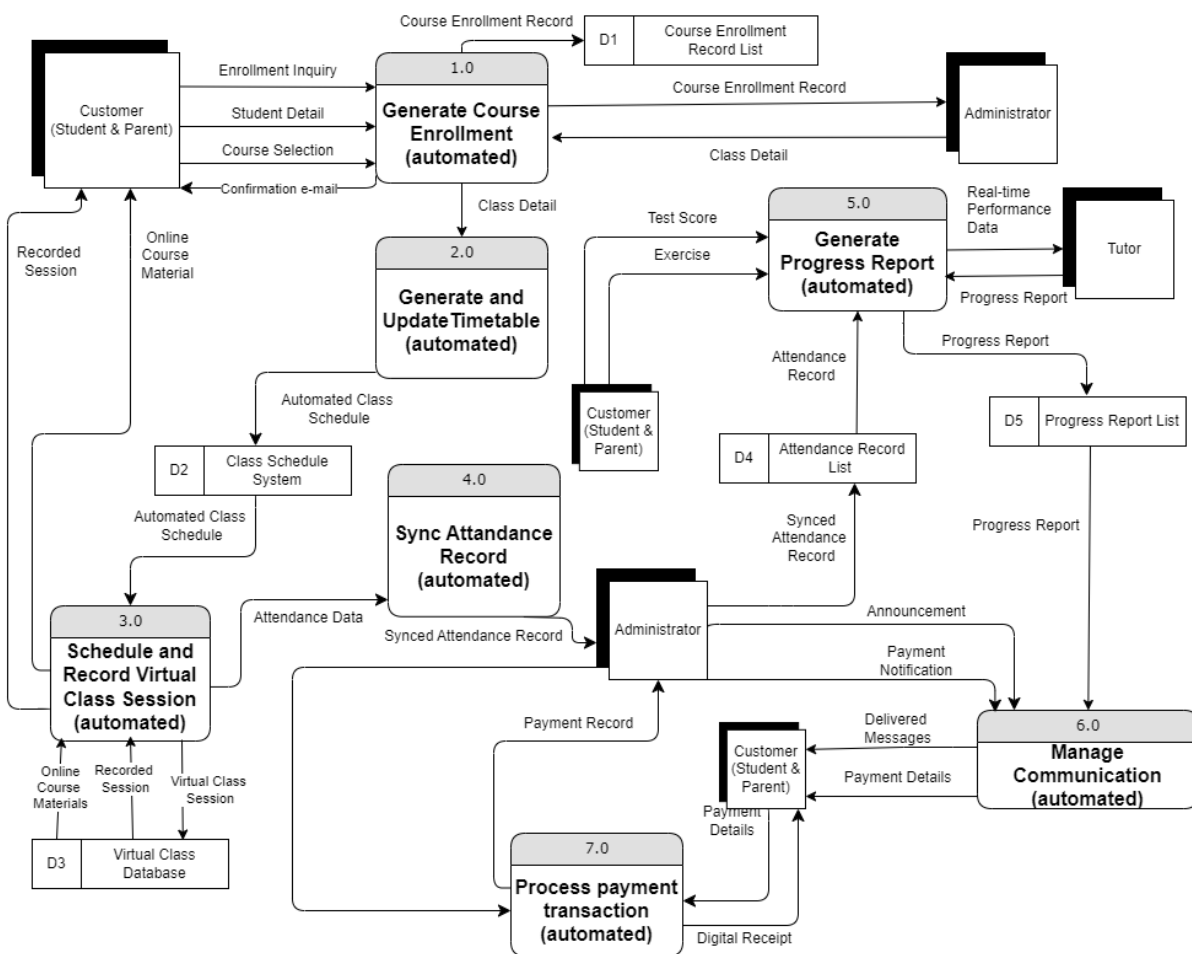 Course Enrollment Record
D1
Course Enrollment
Record List
Customer
(Student & Parent)
Enrollment Inquiry
Student Detail
Course Selection
Confirmation e-mail
1.0
Generate Course
Enrollment
(automated)
Course Enrollment Record
Class Detail
Administrator
Class Detail
Recorded
Session
Online
Course
Material
2.0
Generate and
UpdateTimetable
(automated)
Test Score
Exercise
5.0
Generate
Progress Report
(automated)
Real-time
Performance
Data
Tutor
Progress Report
Progress Report
Attendance
Record
Automated Class
Schedule
Customer
(Student &
Parent)
D5
Progress Report List
D2
Class Schedule
System
D4
Attendance Record
List
Automated Class
Schedule
4.0
Sync Attandance
Record
(automated)
Synced
Attendance
Record
Progress Report
3.0
Schedule and
Record Virtual
Class Session
(automated)
Attendance Data
Synced Attendance Record
Administrator
Announcement
Payment
Notification
Payment Record
Delivered
Messages
Customer
(Student &
Parent)
Payment Details
6.0
Manage
Communication
(automated)
Online
Course
Materials
Recorded
Session
Virtual Class
Session
Payment
Details
D3
Virtual Class
Database
7.0
Process payment
transaction
(automated)
Digital Receipt